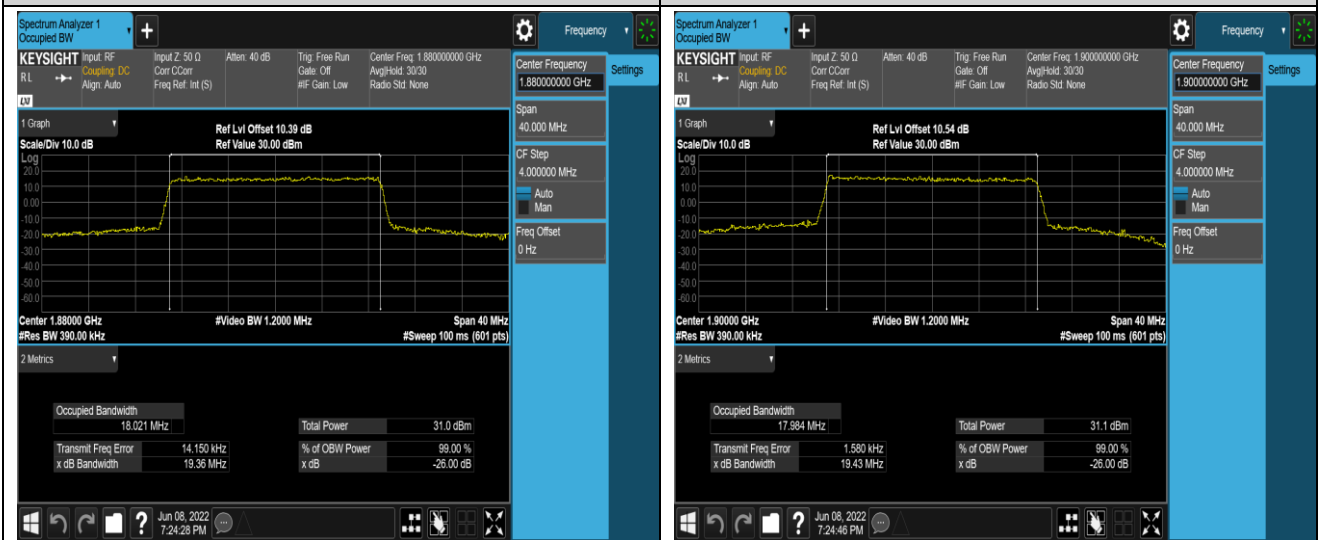 Spectrum Analyzer 1
Occupied BW
+
Frequency
KEYSIGHT
RL
LXI
Input: RF
Coupling: DC
Align: Auto
Input Z: 50 Ω
Corr CCorr
Freq Ref: Int (S)
Atten: 40 dB
Trig: Free Run
Gate: Off
#IF Gain: Low
Center Freq: 1.880000000 GHz
Avg|Hold: 30/30
Radio Std: None
Center Frequency
1.880000000 GHz
Settings
Span
40.000 MHz
CF Step
4.000000 MHz
Auto
Man
Freq Offset
0 Hz
1 Graph
Ref Lvl Offset 10.39 dB
Scale/Div 10.0 dB
Ref Value 30.00 dBm
Log
20.0
10.0
0.00
-10.0
-20.0
-30.0
-40.0
-50.0
-60.0
Center 1.88000 GHz
#Video BW 1.2000 MHz
Span 40 MHz
#Res BW 390.00 kHz
#Sweep 100 ms (601 pts)
2 Metrics
Occupied Bandwidth
18.021 MHz
Total Power 31.0 dBm
Transmit Freq Error 14.150 kHz
% of OBW Power 99.00 %
x dB Bandwidth 19.36 MHz
x dB -26.00 dB
?
Jun 08, 2022
7:24:28 PM
Spectrum Analyzer 1
Occupied BW
+
Frequency
KEYSIGHT
RL
LXI
Input: RF
Coupling: DC
Align: Auto
Input Z: 50 Ω
Corr CCorr
Freq Ref: Int (S)
Atten: 40 dB
Trig: Free Run
Gate: Off
#IF Gain: Low
Center Freq: 1.900000000 GHz
Avg|Hold: 30/30
Radio Std: None
Center Frequency
1.900000000 GHz
Settings
Span
40.000 MHz
CF Step
4.000000 MHz
Auto
Man
Freq Offset
0 Hz
1 Graph
Ref Lvl Offset 10.54 dB
Scale/Div 10.0 dB
Ref Value 30.00 dBm
Log
20.0
10.0
0.00
-10.0
-20.0
-30.0
-40.0
-50.0
-60.0
Center 1.90000 GHz
#Video BW 1.2000 MHz
Span 40 MHz
#Res BW 390.00 kHz
#Sweep 100 ms (601 pts)
2 Metrics
Occupied Bandwidth
17.984 MHz
Total Power 31.1 dBm
Transmit Freq Error 1.580 kHz
% of OBW Power 99.00 %
x dB Bandwidth 19.43 MHz
x dB -26.00 dB
?
Jun 08, 2022
7:24:46 PM